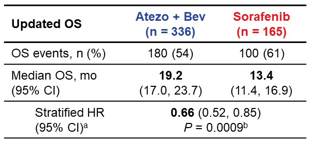 Updated OS Atezo + Bev Sorafenib
(n = 336) (n = 165)
OS events, n (%) 180 (54) 100 (61)
Median OS, mo 19.2 13.4
(95% CI) (17.0, 23.7) (11.4, 16.9)
Stratified HR 0.66 (0.52, 0.85)
(95% CI)a P = 0.0009b